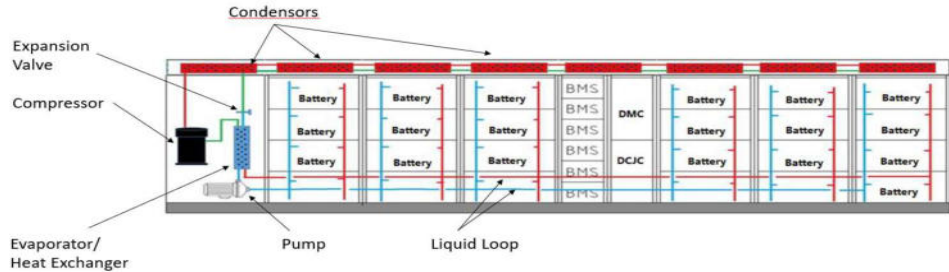 Condensors
Expansion
Valve
Compressor
Battery
Battery
Battery
Battery
Battery
Battery
Battery
Battery
Battery
BMS
BMS
BMS
BMS
BMS
BMS
DMC
DCJC
Battery
Battery
Battery
Battery
Battery
Battery
Battery
Battery
Battery
Battery
Evaporator/
Heat Exchanger
Pump
Liquid Loop